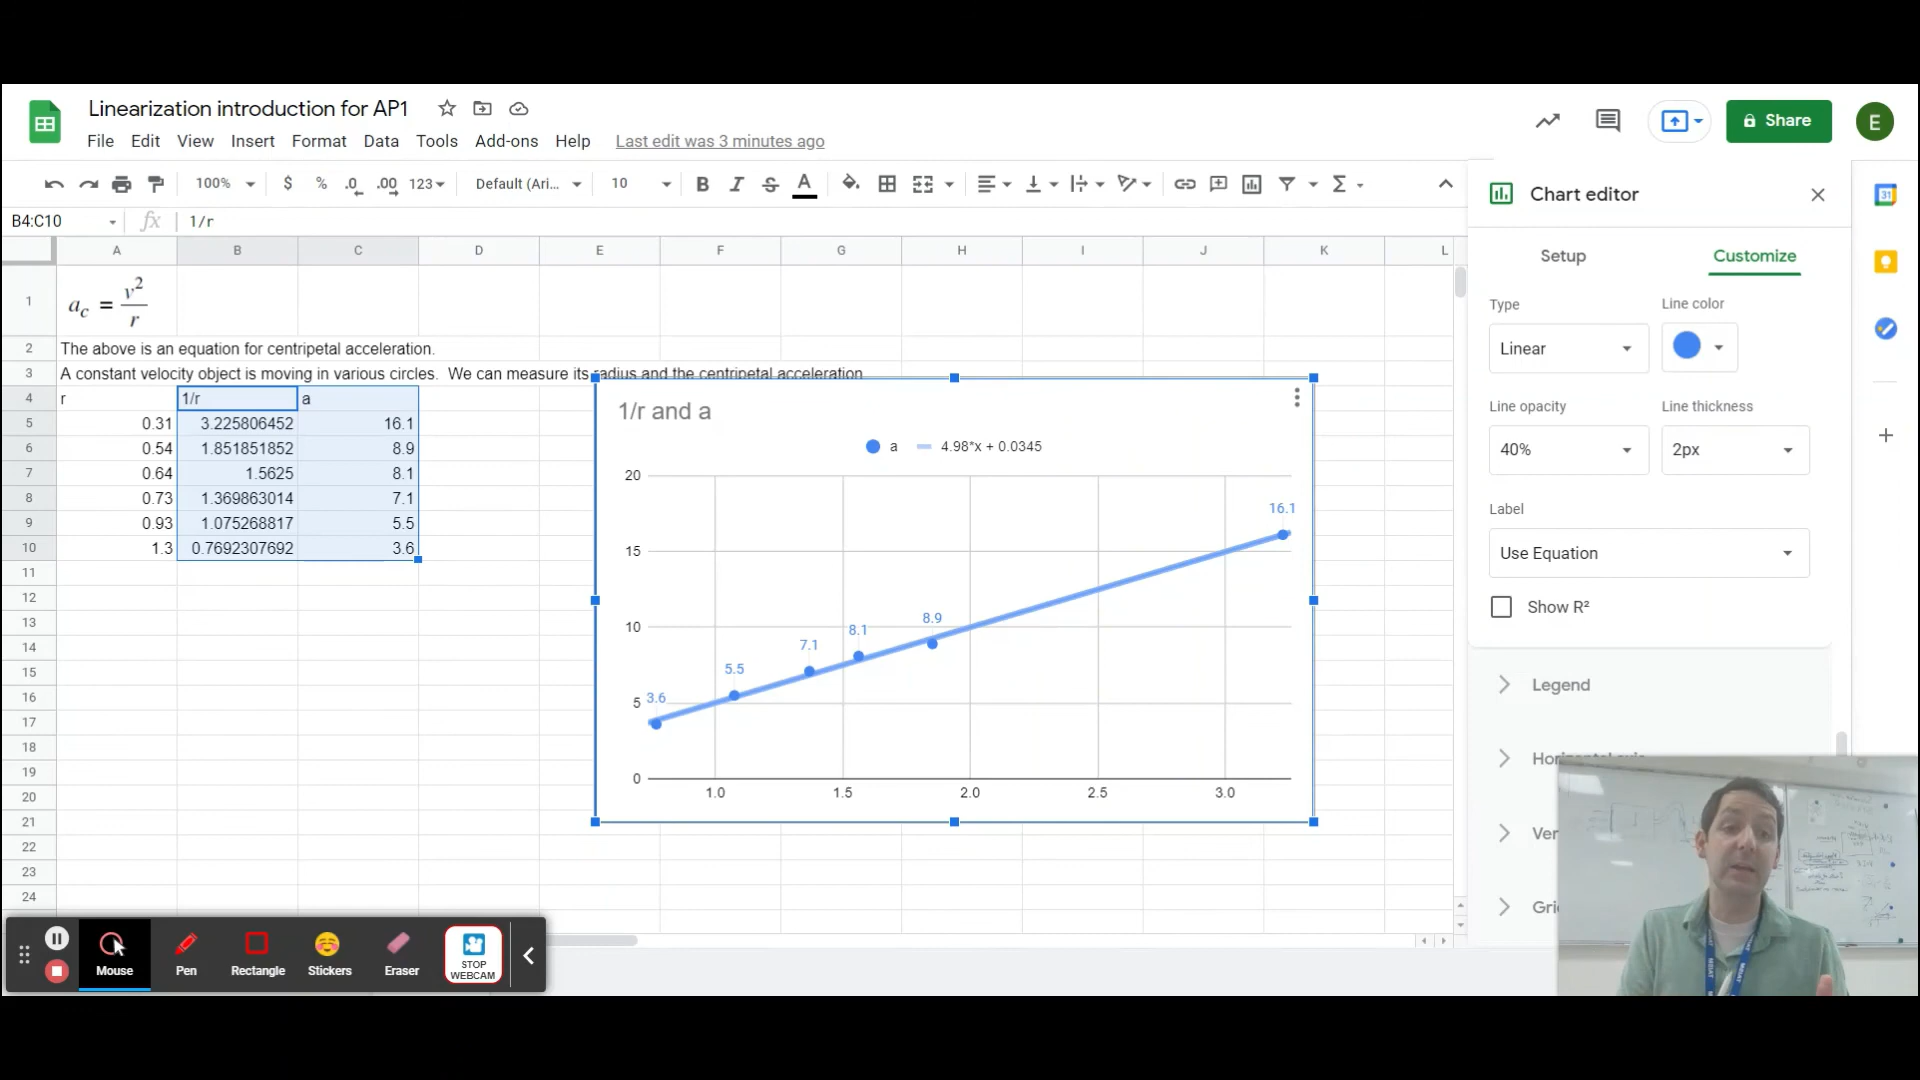 Linearization introduction for AP1
File Edit View Insert Format Data Tools Add-ons Help Last edit was 3 minutes ago
Share
E
100% $ % .0 .00 123 Default (Ari... 10 B I S A Σ
B4:C10 fx 1/r
A B C D E F G H I J K L
1 a_c = v²/r
2 The above is an equation for centripetal acceleration.
3 A constant velocity object is moving in various circles. We can measure its radius and the centripetal acceleration
4 r 1/r a
5 0.31 3.225806452 16.1
6 0.54 1.851851852 8.9
7 0.64 1.5625 8.1
8 0.73 1.369863014 7.1
9 0.93 1.075268817 5.5
10 1.3 0.7692307692 3.6
11
12
13
14
15
16
17
18
19
20
21
22
23
24
1/r and a
a 4.98*x + 0.0345
20
15
10
5
0
3.6
5.5
7.1
8.1
8.9
16.1
1.0 1.5 2.0 2.5 3.0
Chart editor
Setup Customize
Type Line color
Linear
Line opacity Line thickness
40% 2px
Label
Use Equation
Show R²
Legend
Ver
Gri
31
Mouse Pen Rectangle Stickers Eraser STOP
WEBCAM